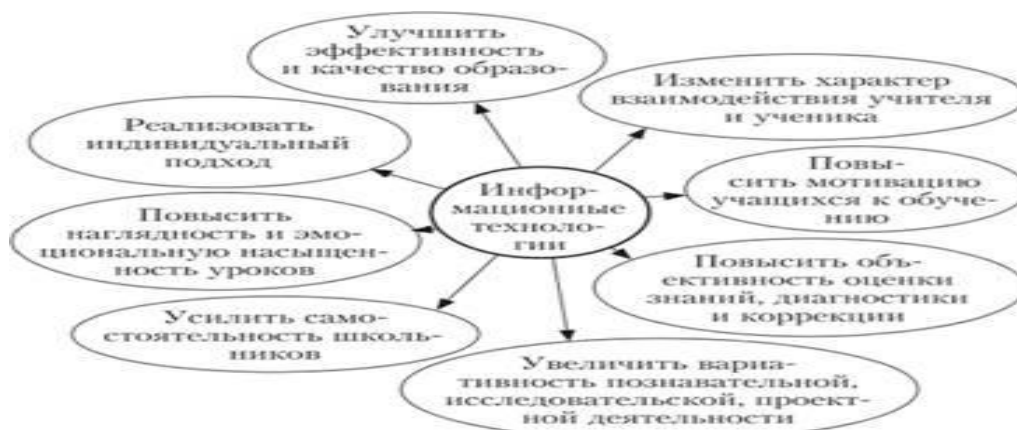 Улучшить
эффективность
и качество образо-
вания
Изменить характер
взаимодействия учителя
и ученика
Реализовать
индивидуальный
подход
Инфор-
мационные
техноло-
гии
Повы-
сить мотивацию
учащихся к обуче-
нию
Повысить
наглядность и эмо-
циональную насыщен-
ность уроков
Повысить объ-
ективность оценки
знаний, диагностики
и коррекции
Усилить само-
стоятельность школь-
ников
Увеличить вариа-
тивность познавательной,
исследовательской, проект-
ной деятельности